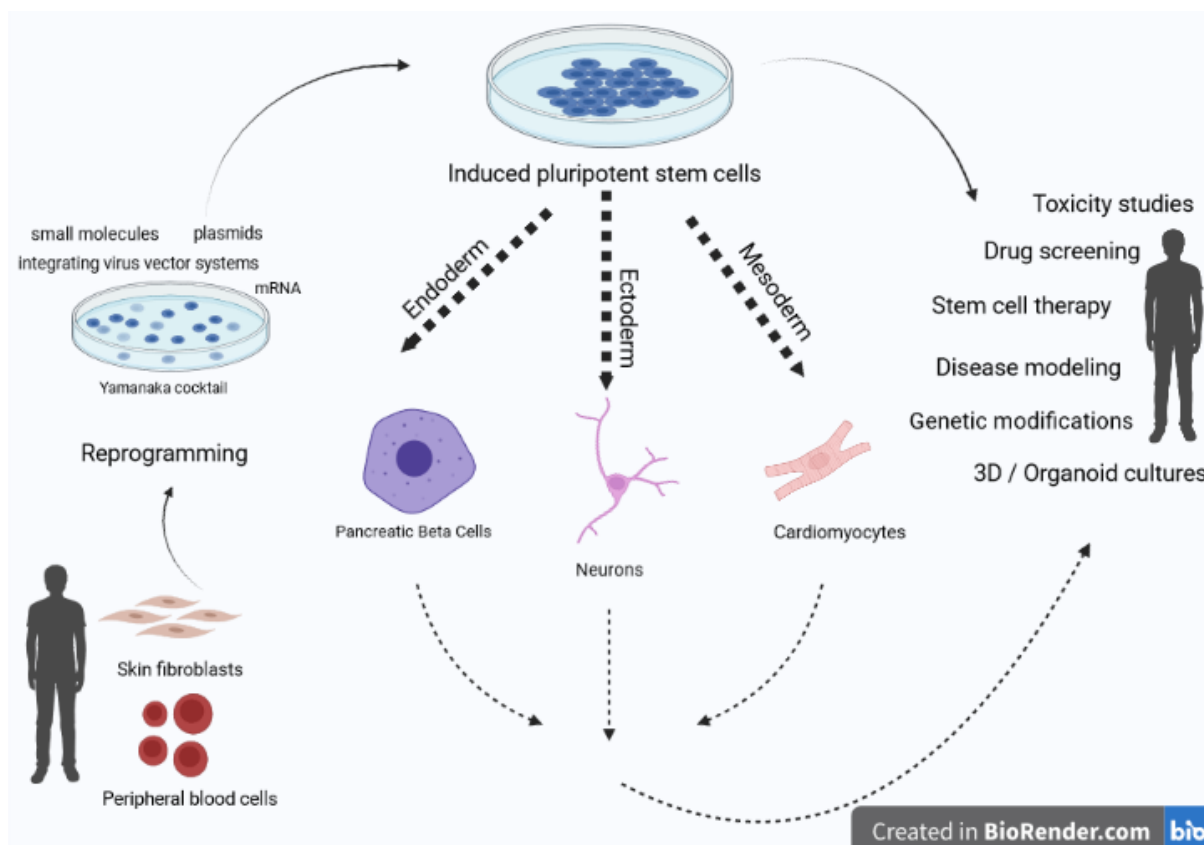 Induced pluripotent stem cells
small molecules
plasmids
integrating virus vector systems
mRNA
Yamanaka cocktail
Reprogramming
Skin fibroblasts
Peripheral blood cells
Endoderm
Ectoderm
Mesoderm
Pancreatic Beta Cells
Neurons
Cardiomyocytes
Toxicity studies
Drug screening
Stem cell therapy
Disease modeling
Genetic modifications
3D / Organoid cultures
Created in BioRender.com
bio